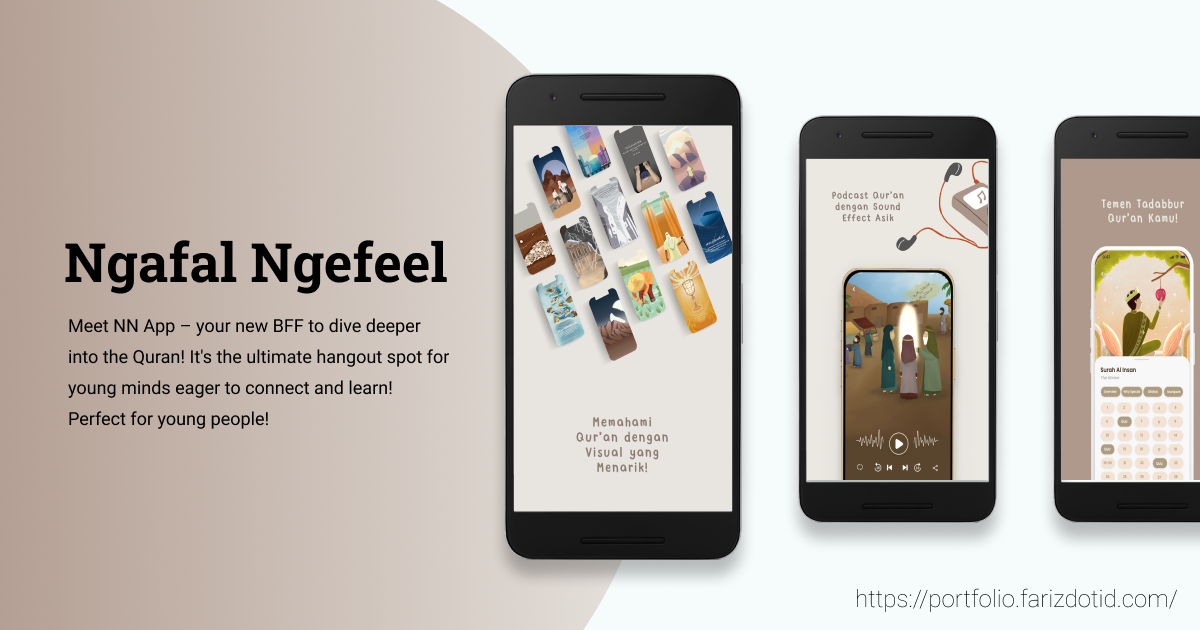 Ngafal Ngefeel
Meet NN App – your new BFF to dive deeper
into the Quran! It's the ultimate hangout spot for
young minds eager to connect and learn!
Perfect for young people!
Memahami
Qur'an dengan
Visual yang
Menarik!
Podcast Qur'an
dengan Sound
Effect Asik
Temen Tadabbur
Qur'an Kamu!
Surah Al Insan
https://portfolio.farizdotid.com/